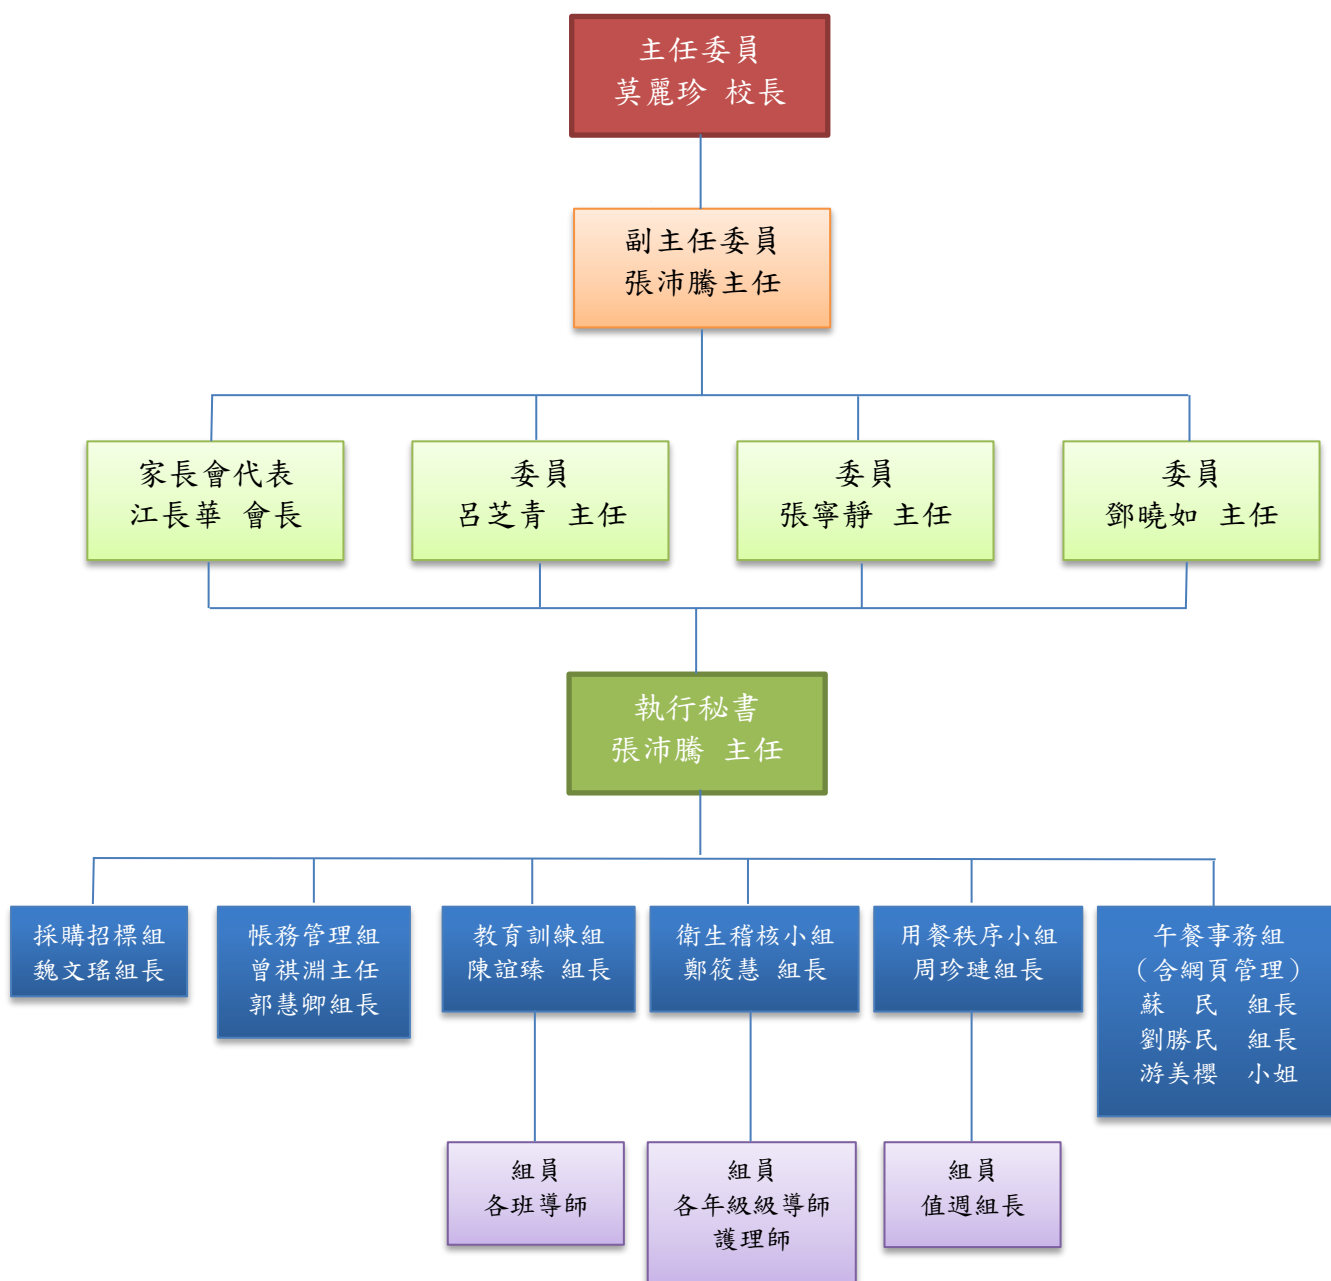 主任委員
莫麗珍 校長
副主任委員
張沛騰主任
家長會代表
江長華 會長
委員
呂芝青 主任
委員
張寧靜 主任
委員
鄧曉如 主任
執行秘書
張沛騰 主任
採購招標組
魏文瑤組長
帳務管理組
曾祺淵主任
郭慧卿組長
教育訓練組
陳誼臻 組長
衛生稽核小組
鄭筱慧 組長
用餐秩序小組
周珍璉組長
午餐事務組
（含網頁管理）
蘇　民　組長
劉勝民　組長
游美櫻　小姐
組員
各班導師
組員
各年級級導師
護理師
組員
值週組長